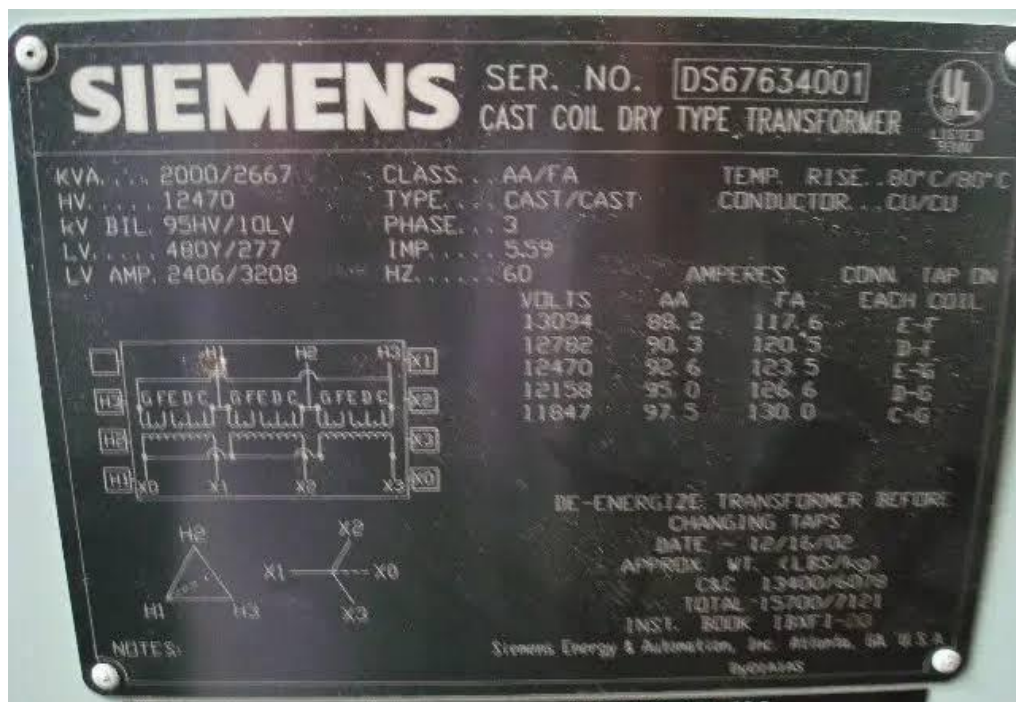 SIEMENS
SER. NO. DS67634001
CAST COIL DRY TYPE TRANSFORMER
UL
LISTED
KVA.... 2000/2667 CLASS... AA/FA TEMP. RISE..80°C/80°C
HV..... 12470 TYPE.... CAST/CAST CONDUCTOR...CU/CU
kV BIL. 95HV/10LV PHASE... 3
LV..... 480Y/277 IMP..... 5.59
LV AMP. 2406/3208 HZ...... 60
AMPERES CONN. TAP ON
VOLTS AA FA EACH COIL
13094 88.2 117.6 E-F
12782 90.3 120.5 D-F
12470 92.6 123.5 E-G
12158 95.0 126.6 D-G
11847 97.5 130.0 C-G
H1 H2 H3 X1
H3 GFEDC GFEDC GFEDC X2
H2 X3
H1 X0 X1 X2 X3 X0
H2 X2
X1 X0
H1 H3 X3
DE-ENERGIZE TRANSFORMER BEFORE
CHANGING TAPS
DATE - 12/16/02
APPROX. WT. (LBS/kg)
C&C 13400/6078
TOTAL 15700/7121
INST. BOOK
NOTES:
Siemens Energy & Automation, Inc. Atlanta, GA U.S.A.